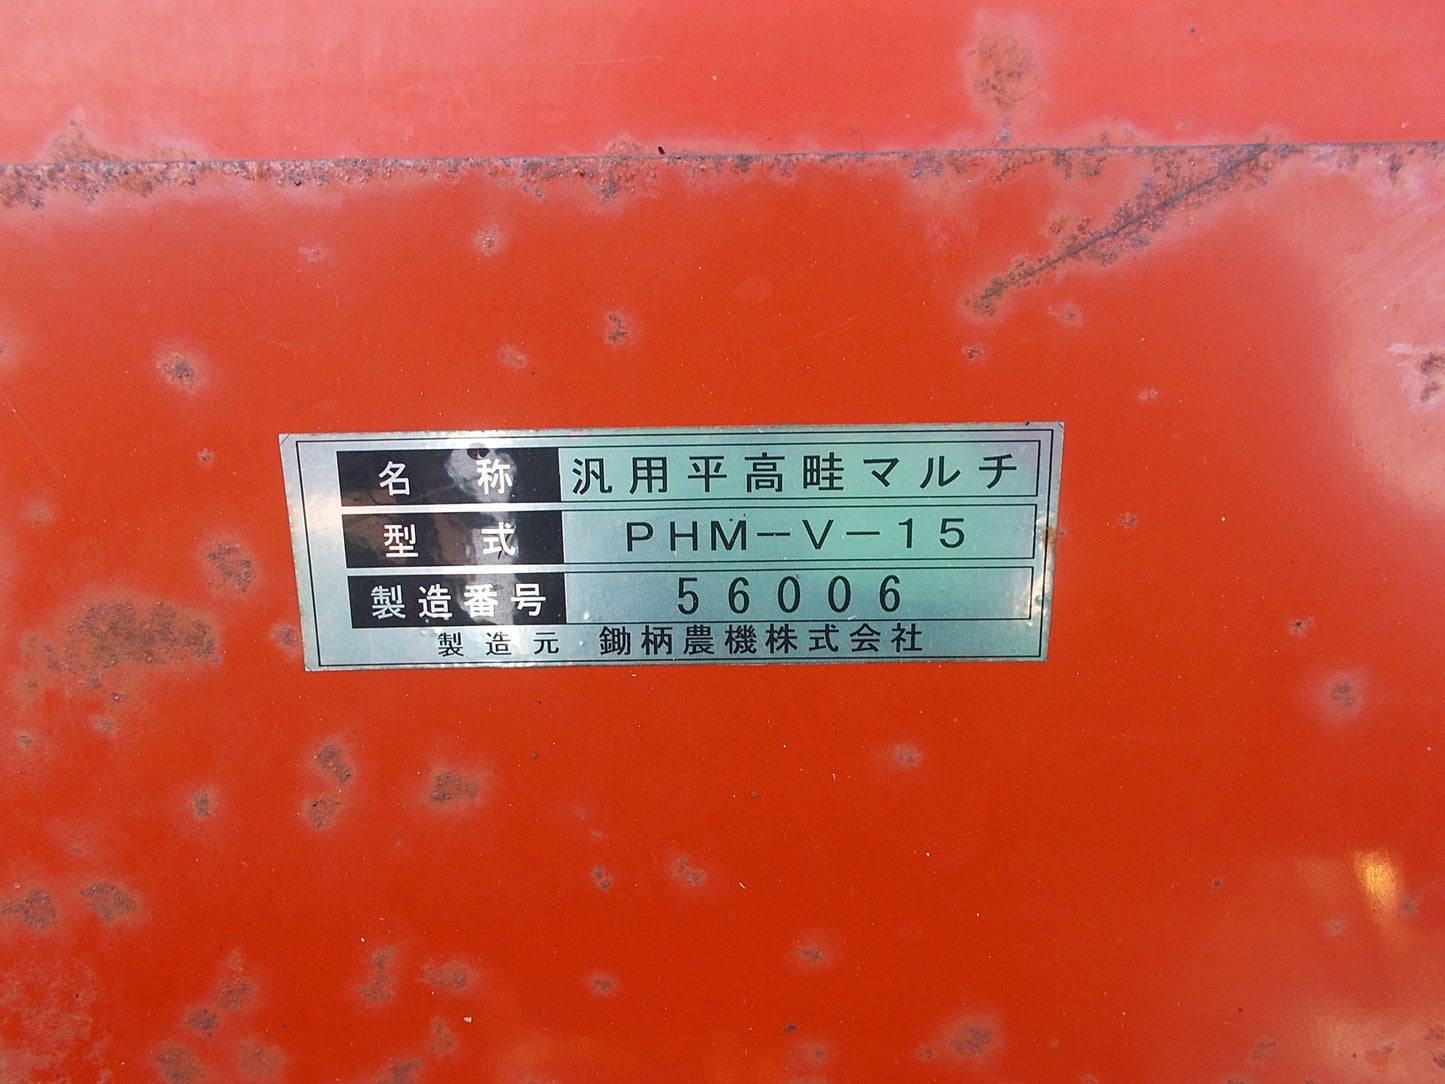 名称 汎用平高畦マルチ
型式 PHM-V-15
製造番号 56006
製造元 鋤柄農機株式会社